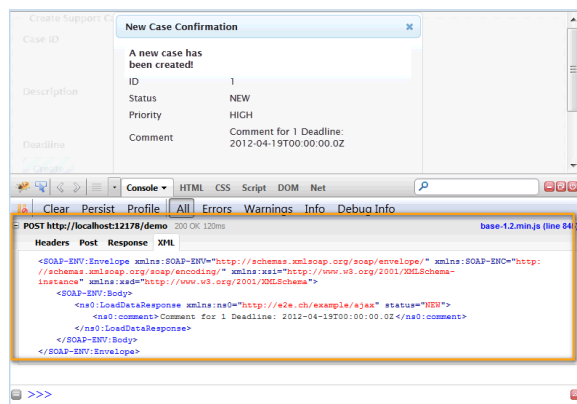 Create Support C
Case ID
New Case Confirmation
A new case has
been created!
ID 1
Description
Status NEW
Priority HIGH
Comment Comment for 1 Deadline:
2012-04-19T00:00:00.0Z
Deadline
Create
Console HTML CSS Script DOM Net
Clear Persist Profile All Errors Warnings Info Debug Info
POST http://localhost:12178/demo 200 OK 120ms base-1.2.min.js (line 84
Headers Post Response XML
<SOAP-ENV:Envelope xmlns:SOAP-ENV="http://schemas.xmlsoap.org/soap/envelope/" xmlns:SOAP-ENC="http:
//schemas.xmlsoap.org/soap/encoding/" xmlns:xsi="http://www.w3.org/2001/XMLSchema-
instance" xmlns:xsd="http://www.w3.org/2001/XMLSchema">
<SOAP-ENV:Body>
<ns0:LoadDataResponse xmlns:ns0="http://e2e.ch/example/ajax" status="NEW">
<ns0:comment>Comment for 1 Deadline: 2012-04-19T00:00:00.0Z</ns0:comment>
</ns0:LoadDataResponse>
</SOAP-ENV:Body>
</SOAP-ENV:Envelope>
>>>